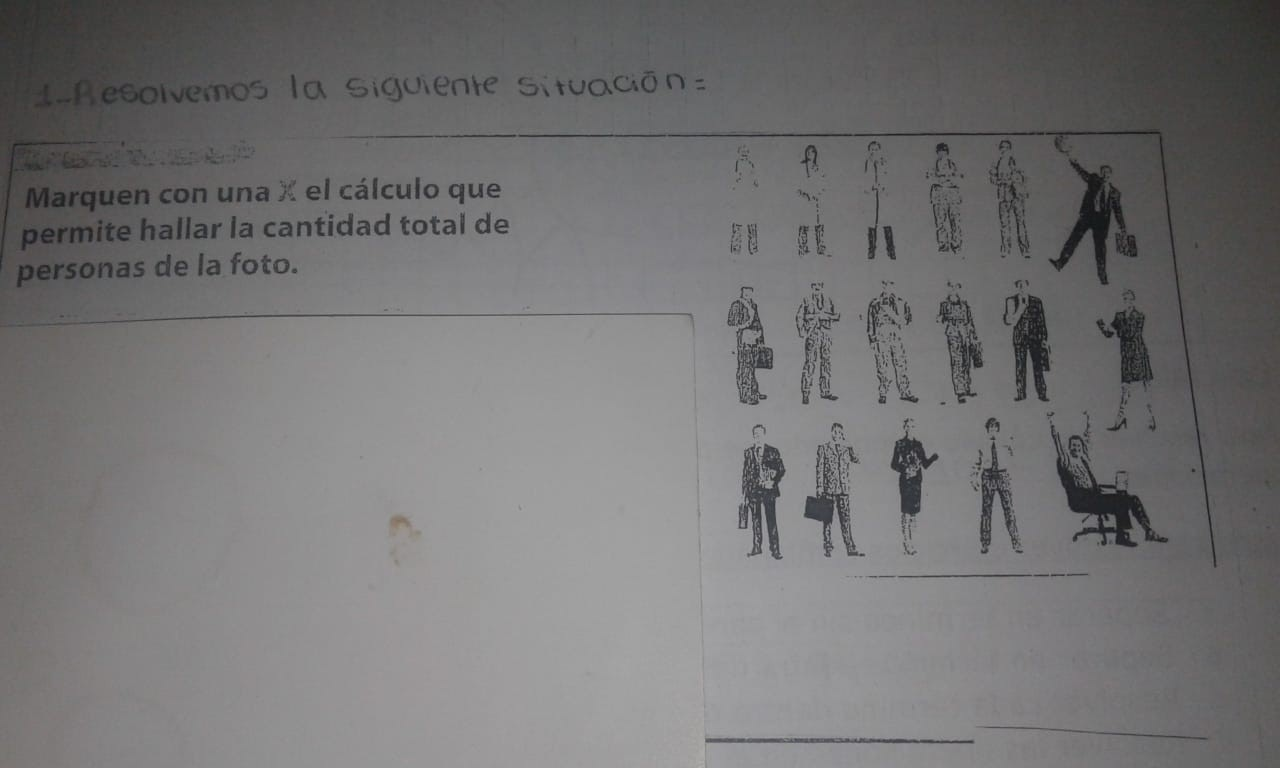 1-Resolvemos la siguiente situación=
Marquen con una X el cálculo que
permite hallar la cantidad total de
personas de la foto.